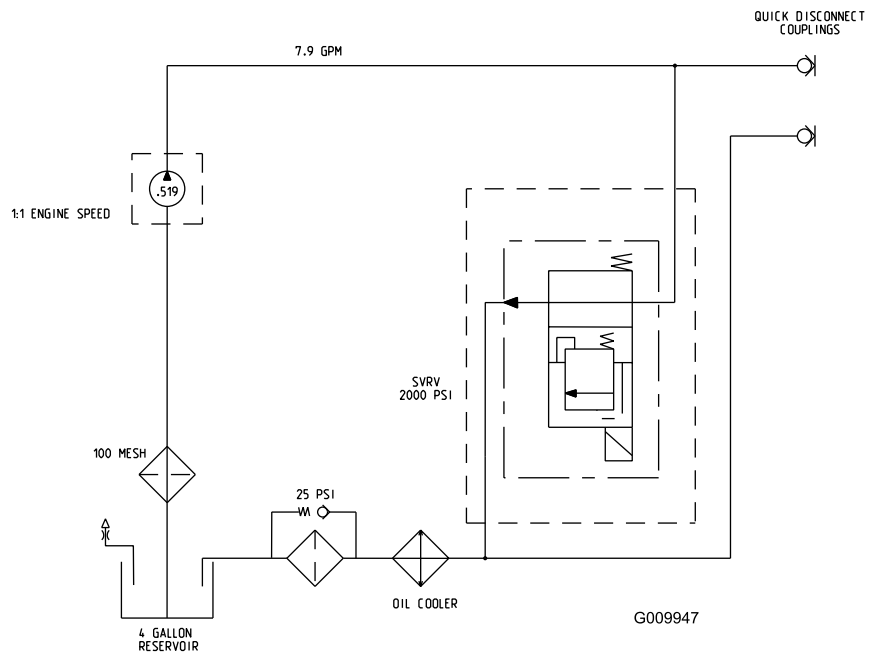 QUICK DISCONNECT
COUPLINGS
7.9 GPM
.519
1:1 ENGINE SPEED
SVRV
2000 PSI
100 MESH
25 PSI
OIL COOLER
G009947
4 GALLON
RESERVOIR